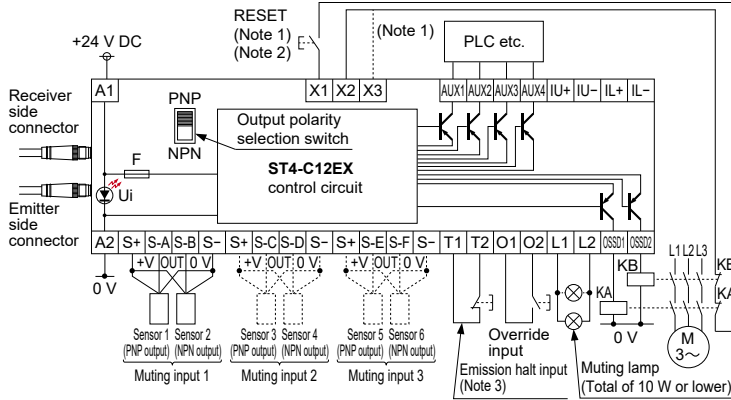 RESET
(Note 1)
(Note 2)
(Note 1)
PLC etc.
+24 V DC
A1
X1 X2 X3
AUX1 AUX2 AUX3 AUX4 IU+ IU− IL+ IL−
Receiver
side
connector
PNP
NPN
Output polarity
selection switch
F
ST4-C12EX
control circuit
Ui
Emitter
side
connector
A2 S+ S-A S-B S− S+ S-C S-D S− S+ S-E S-F S− T1 T2 O1 O2 L1 L2 OSSD1 OSSD2
0 V
+V OUT 0 V
+V OUT 0 V
+V OUT 0 V
L1 L2 L3
KB
KA
KB
KA
0 V
M
3~
Sensor 1 (PNP output)
Sensor 2 (NPN output)
Sensor 3 (PNP output)
Sensor 4 (NPN output)
Sensor 5 (PNP output)
Sensor 6 (NPN output)
Muting input 1
Muting input 2
Muting input 3
Override
input
Emission halt input
(Note 3)
Muting lamp
(Total of 10 W or lower)